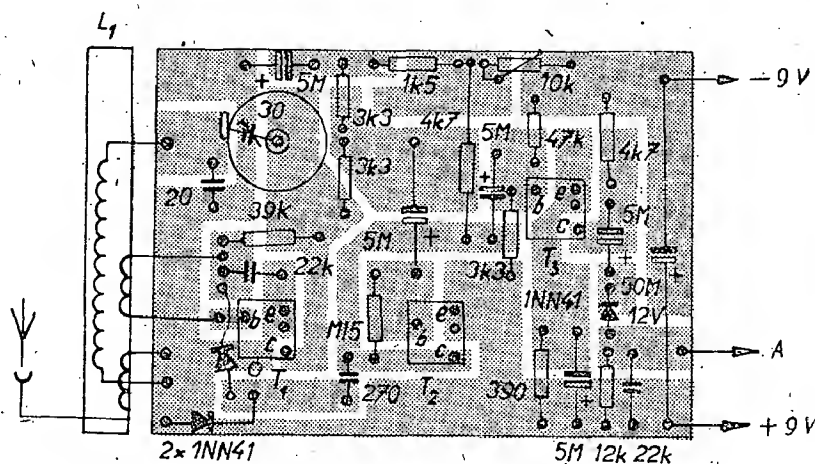 L1
5M
+
1k5
10k
− 9V
30
1k
3k3
4k7
5M
+
47k
4k7
3k3
20
39k
5M
+
b
e
c
T3
5M
+
+
22k
3k3
50M
1NN41
12V
M15
b
e
c
T1
b
e
c
T2
A
270
390
+
+ 9V
2x 1NN41
5M 12k 22k